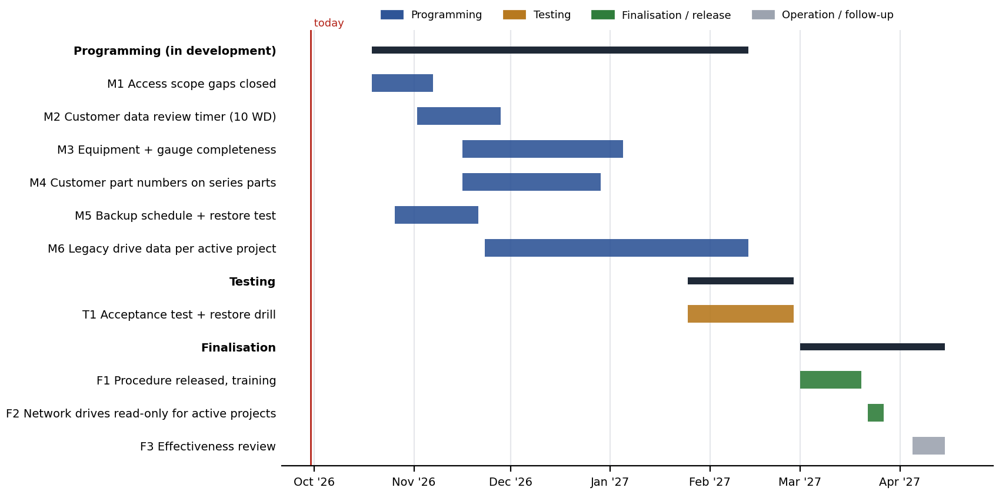 Programming
Testing
Finalisation / release
Operation / follow-up
today
Programming (in development)
M1 Access scope gaps closed
M2 Customer data review timer (10 WD)
M3 Equipment + gauge completeness
M4 Customer part numbers on series parts
M5 Backup schedule + restore test
M6 Legacy drive data per active project
Testing
T1 Acceptance test + restore drill
Finalisation
F1 Procedure released, training
F2 Network drives read-only for active projects
F3 Effectiveness review
Oct '26
Nov '26
Dec '26
Jan '27
Feb '27
Mar '27
Apr '27